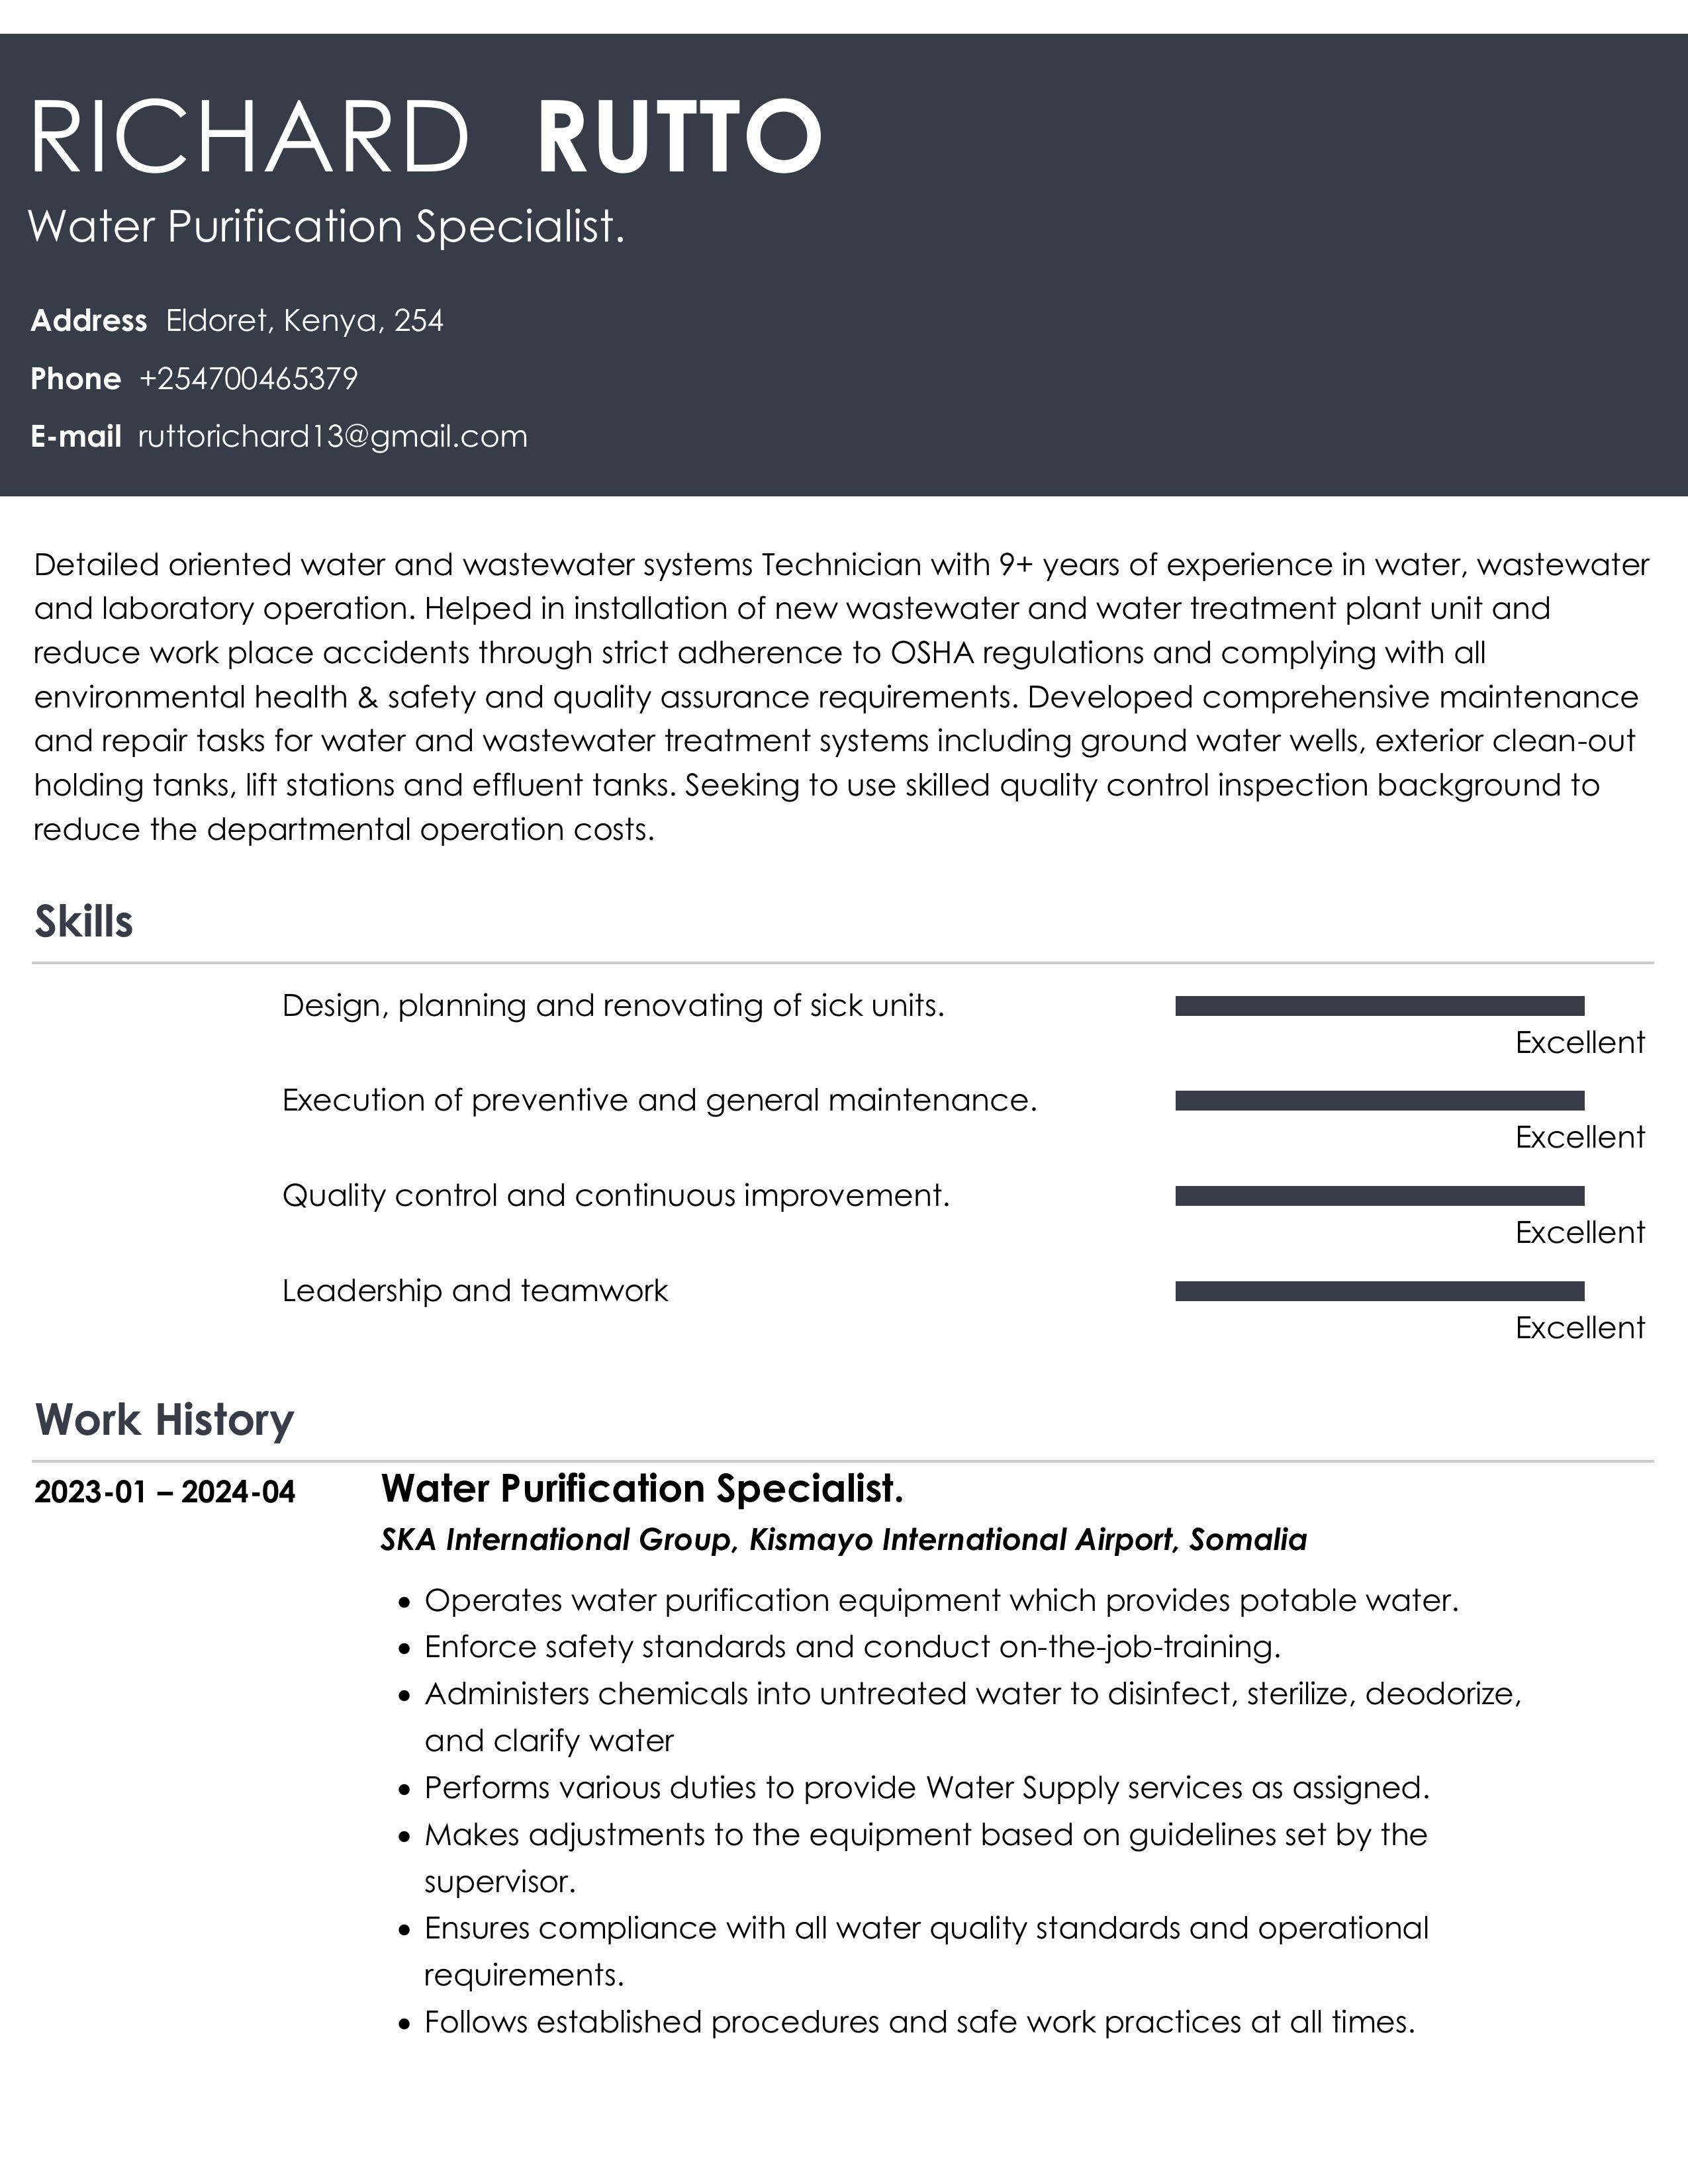 RICHARD RUTTO
Water Purification Specialist.
Address Eldoret, Kenya, 254
Phone +254700465379
E-mail ruttorichard13@gmail.com
Detailed oriented water and wastewater systems Technician with 9+ years of experience in water, wastewater
and laboratory operation. Helped in installation of new wastewater and water treatment plant unit and
reduce work place accidents through strict adherence to OSHA regulations and complying with all
environmental health & safety and quality assurance requirements. Developed comprehensive maintenance
and repair tasks for water and wastewater treatment systems including ground water wells, exterior clean-out
holding tanks, lift stations and effluent tanks. Seeking to use skilled quality control inspection background to
reduce the departmental operation costs.
Skills
Design, planning and renovating of sick units.
Excellent
Execution of preventive and general maintenance.
Excellent
Quality control and continuous improvement.
Excellent
Leadership and teamwork
Excellent
Work History
2023-01 – 2024-04 Water Purification Specialist.
SKA International Group, Kismayo International Airport, Somalia
• Operates water purification equipment which provides potable water.
• Enforce safety standards and conduct on-the-job-training.
• Administers chemicals into untreated water to disinfect, sterilize, deodorize,
and clarify water
• Performs various duties to provide Water Supply services as assigned.
• Makes adjustments to the equipment based on guidelines set by the
supervisor.
• Ensures compliance with all water quality standards and operational
requirements.
• Follows established procedures and safe work practices at all times.